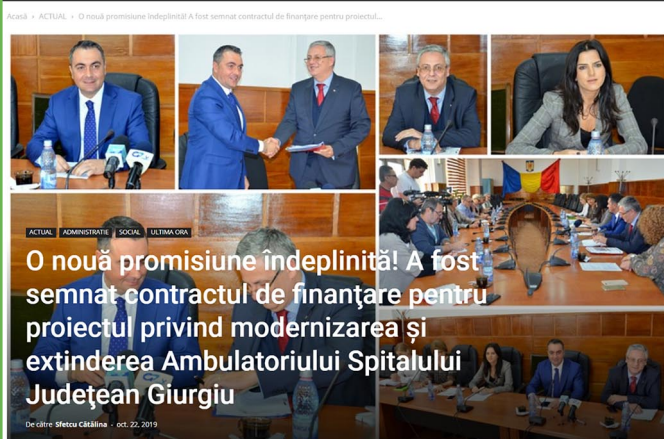 Acasă › ACTUAL › O nouă promisiune îndeplinită! A fost semnat contractul de finanțare pentru proiectul...
ACTUAL ADMINISTRATIE SOCIAL ULTIMA ORA
O nouă promisiune îndeplinită! A fost
semnat contractul de finanţare pentru
proiectul privind modernizarea și
extinderea Ambulatoriului Spitalului
Judeţean Giurgiu
De către Sfetcu Cătălina - oct. 22, 2019